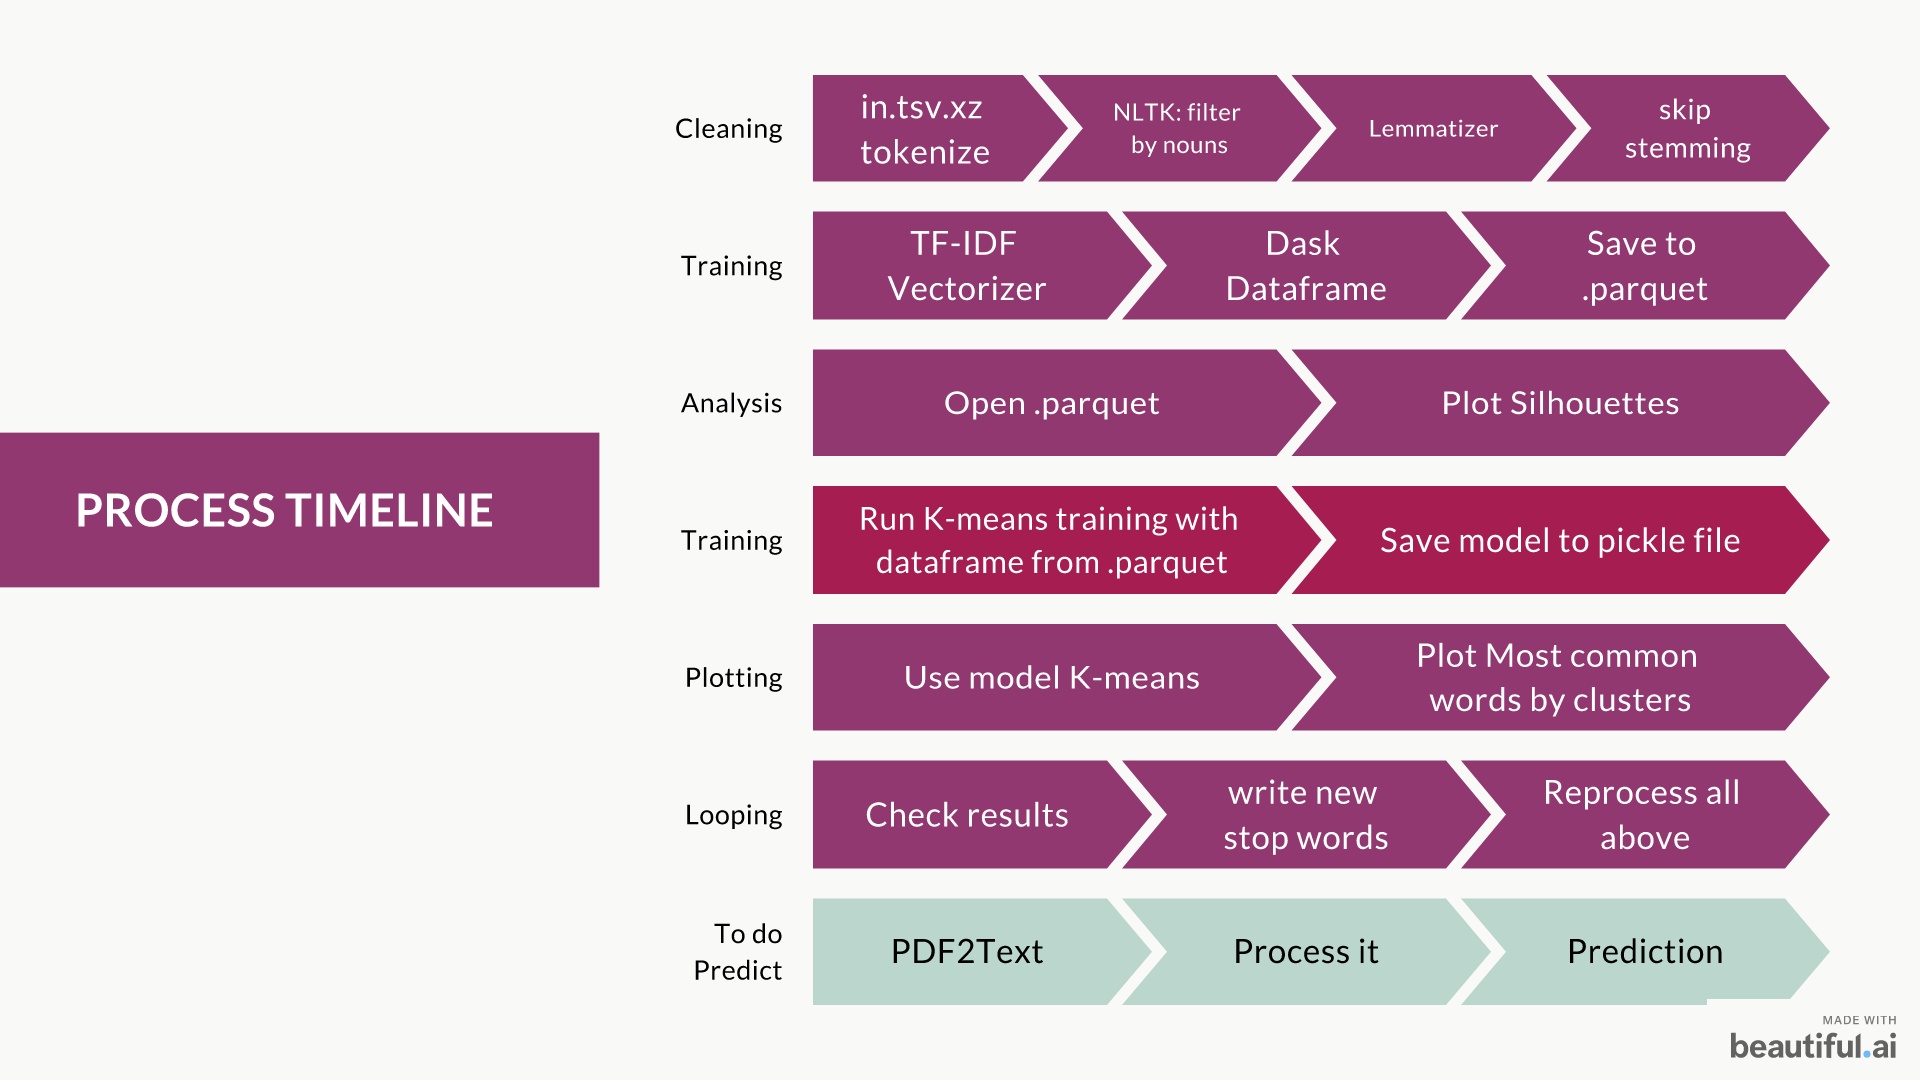 PROCESS TIMELINE
Cleaning
in.tsv.xz
tokenize
NLTK: filter
by nouns
Lemmatizer
skip
stemming
Training
TF-IDF
Vectorizer
Dask
Dataframe
Save to
.parquet
Analysis
Open .parquet
Plot Silhouettes
Training
Run K-means training with
dataframe from .parquet
Save model to pickle file
Plotting
Use model K-means
Plot Most common
words by clusters
Looping
Check results
write new
stop words
Reprocess all
above
To do
Predict
PDF2Text
Process it
Prediction
MADE WITH
beautiful.ai